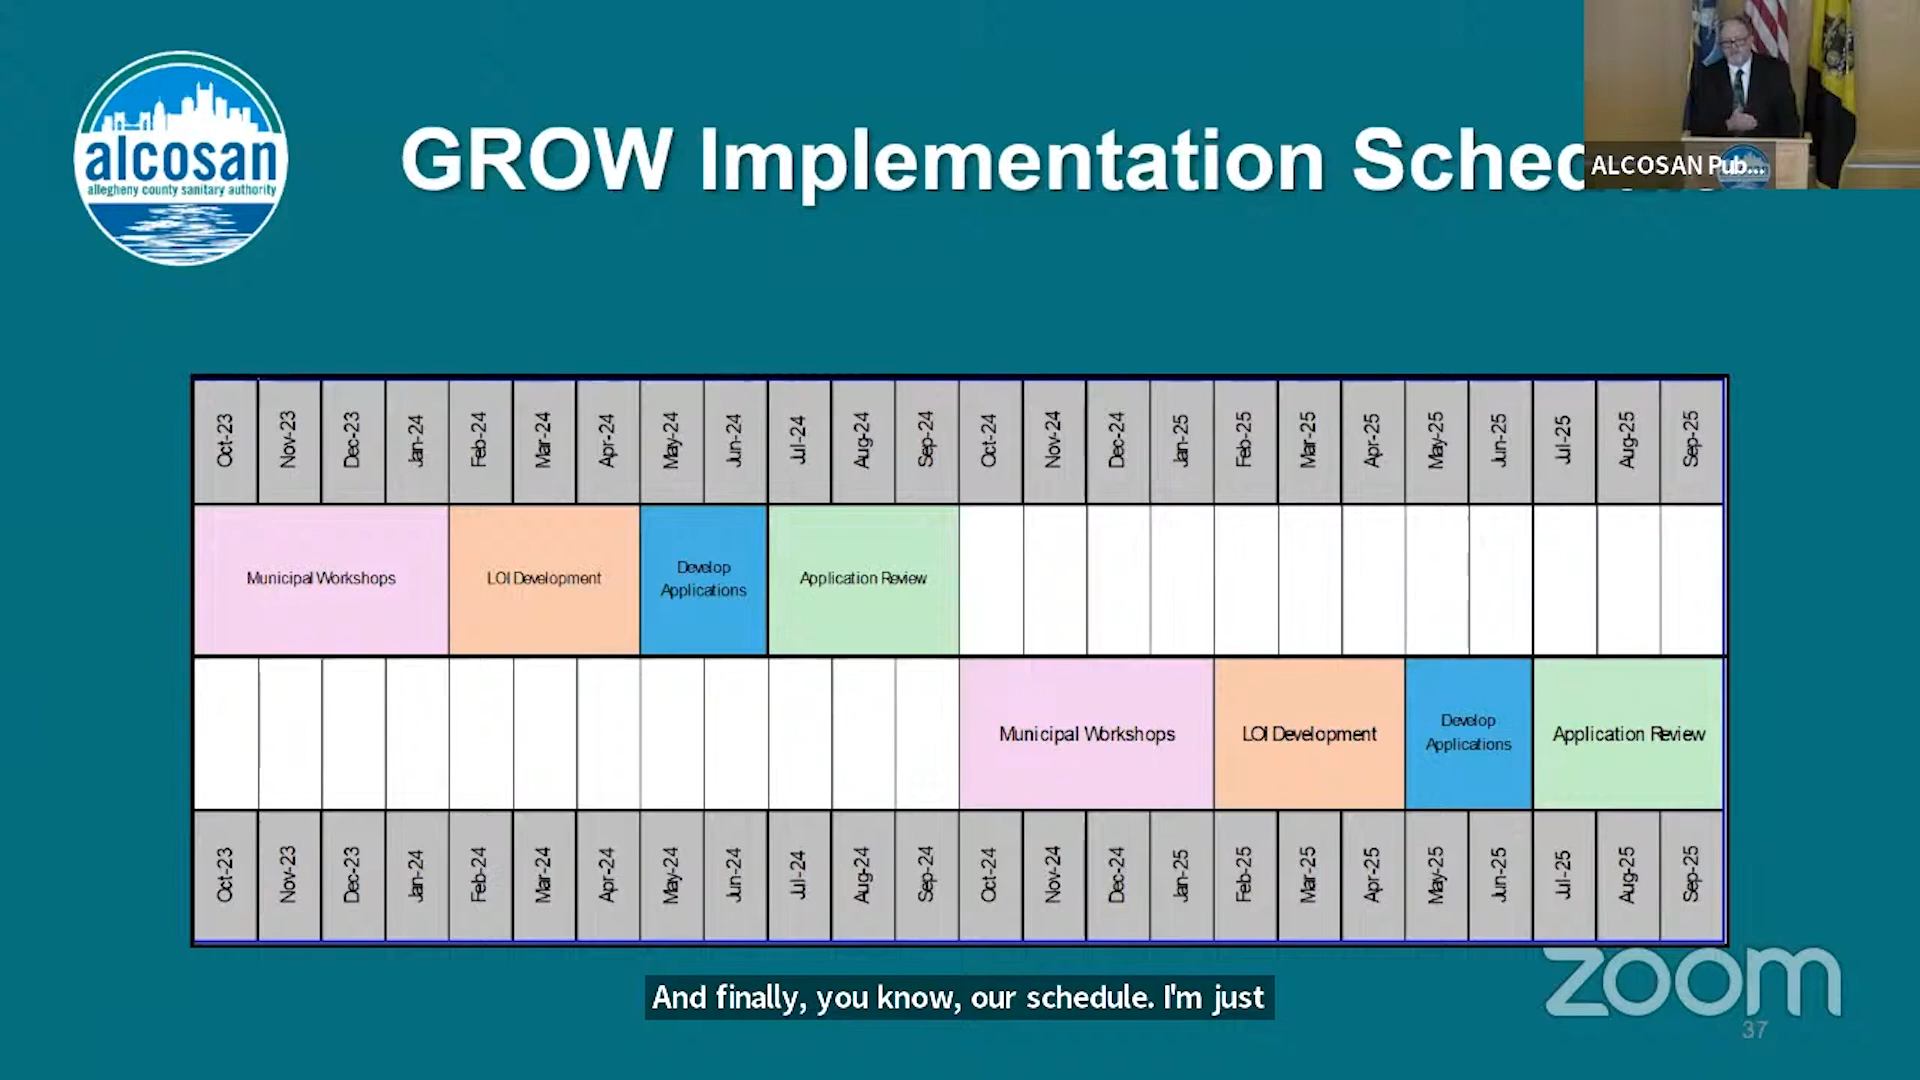 alcosan
allegheny county sanitary authority
GROW Implementation Sched
ALCOSAN Pub...
Oct-23 Nov-23 Dec-23 Jan-24 Feb-24 Mar-24 Apr-24 May-24 Jun-24 Jul-24 Aug-24 Sep-24 Oct-24 Nov-24 Dec-24 Jan-25 Feb-25 Mar-25 Apr-25 May-25 Jun-25 Jul-25 Aug-25 Sep-25
Municipal Workshops
LOI Development
Develop
Applications
Application Review
Municipal Workshops
LOI Development
Develop
Applications
Application Review
Oct-23 Nov-23 Dec-23 Jan-24 Feb-24 Mar-24 Apr-24 May-24 Jun-24 Jul-24 Aug-24 Sep-24 Oct-24 Nov-24 Dec-24 Jan-25 Feb-25 Mar-25 Apr-25 May-25 Jun-25 Jul-25 Aug-25 Sep-25
And finally, you know, our schedule. I'm just
zoom
37